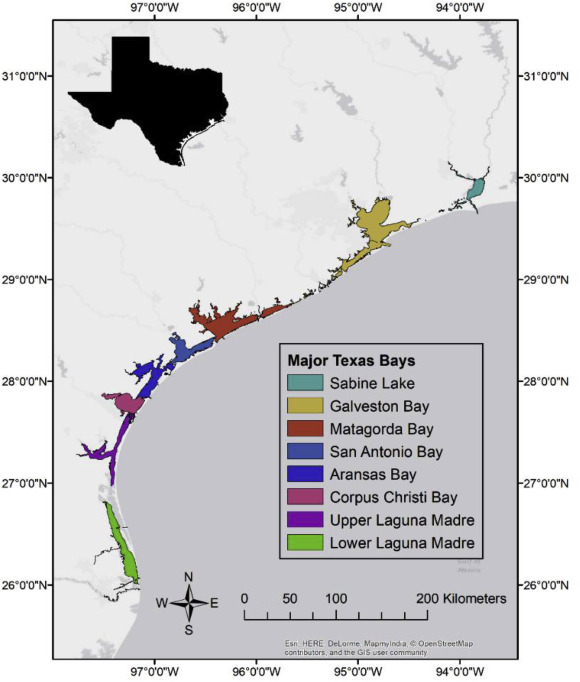 97°0'0"W 96°0'0"W 95°0'0"W 94°0'0"W
31°0'0"N 31°0'0"N
30°0'0"N 30°0'0"N
29°0'0"N 29°0'0"N
28°0'0"N 28°0'0"N
27°0'0"N 27°0'0"N
26°0'0"N 26°0'0"N
Major Texas Bays
Sabine Lake
Galveston Bay
Matagorda Bay
San Antonio Bay
Aransas Bay
Corpus Christi Bay
Upper Laguna Madre
Lower Laguna Madre
N
W E
S
0 50 100 200 Kilometers
Esri, HERE, DeLorme, MapmyIndia, © OpenStreetMap
contributors, and the GIS user community
97°0'0"W 96°0'0"W 95°0'0"W 94°0'0"W